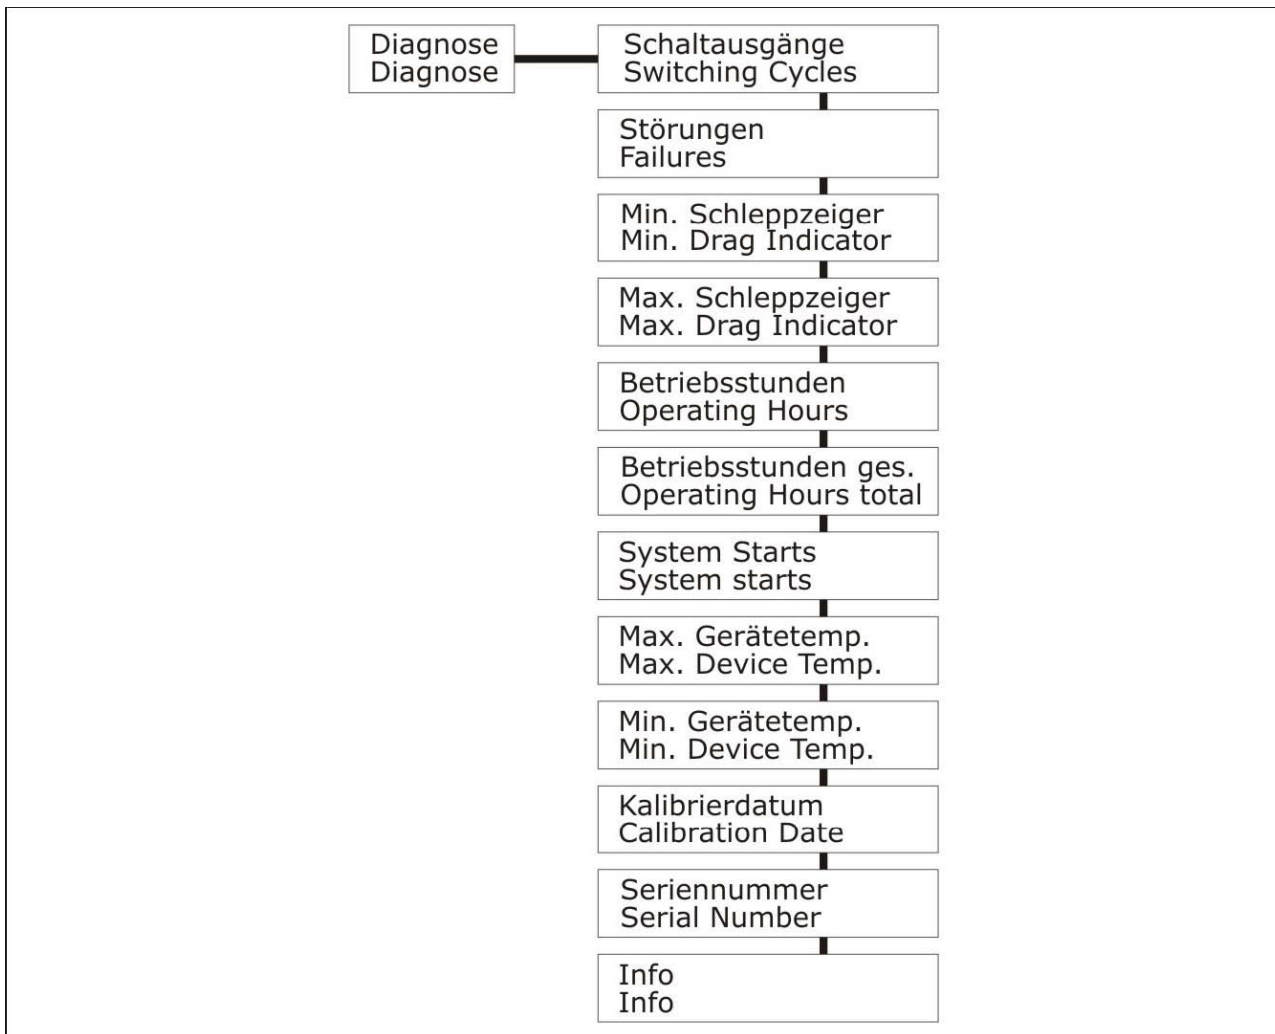 Diagnose
Diagnose
Schaltausgänge
Switching Cycles
Störungen
Failures
Min. Schleppzeiger
Min. Drag Indicator
Max. Schleppzeiger
Max. Drag Indicator
Betriebsstunden
Operating Hours
Betriebsstunden ges.
Operating Hours total
System Starts
System starts
Max. Gerätetemp.
Max. Device Temp.
Min. Gerätetemp.
Min. Device Temp.
Kalibrierdatum
Calibration Date
Seriennummer
Serial Number
Info
Info